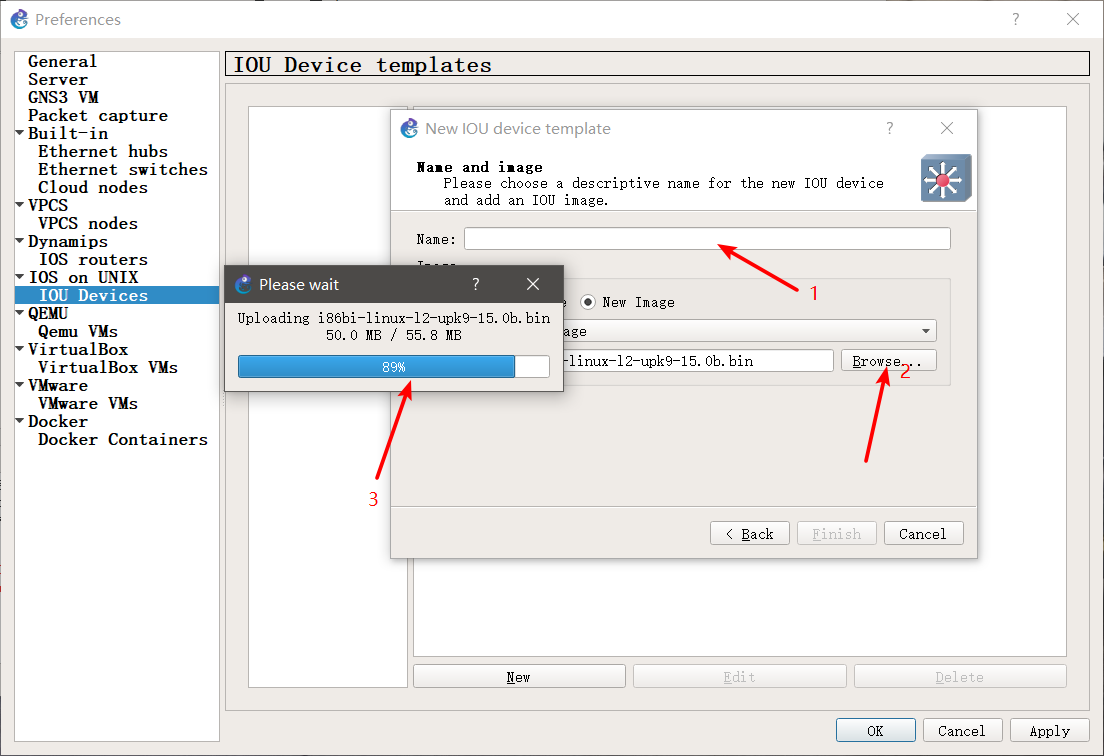 Preferences
General
Server
GNS3 VM
Packet capture
Built-in
Ethernet hubs
Ethernet switches
Cloud nodes
VPCS
VPCS nodes
Dynamips
IOS routers
IOS on UNIX
IOU Devices
QEMU
Qemu VMs
VirtualBox
VirtualBox VMs
VMware
VMware VMs
Docker
Docker Containers
IOU Device templates
New IOU device template
Name and image
Please choose a descriptive name for the new IOU device
and add an IOU image.
Name:
1
New Image
-linux-l2-upk9-15.0b.bin
Browse...
2
Please wait
Uploading i86bi-linux-l2-upk9-15.0b.bin
50.0 MB / 55.8 MB
89%
3
< Back
Finish
Cancel
New
Edit
Delete
OK
Cancel
Apply